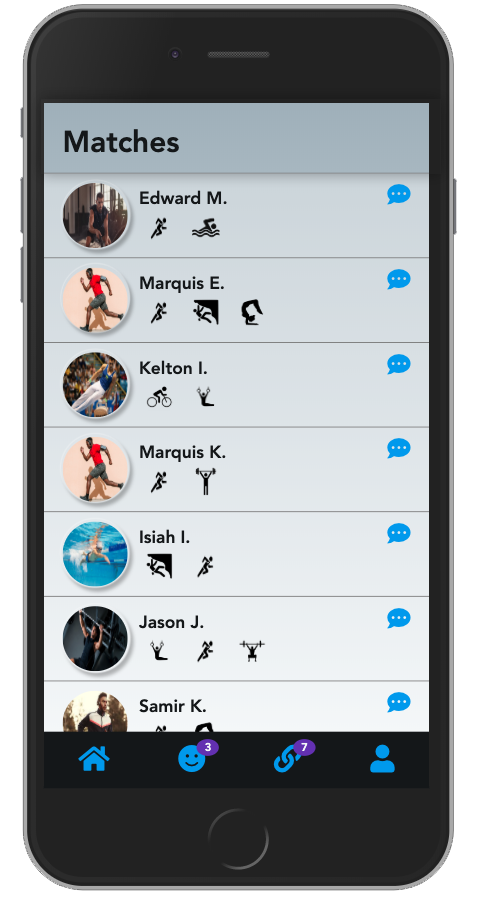 Matches
Edward M.
Marquis E.
Kelton I.
Marquis K.
Isiah I.
Jason J.
Samir K.
3
7